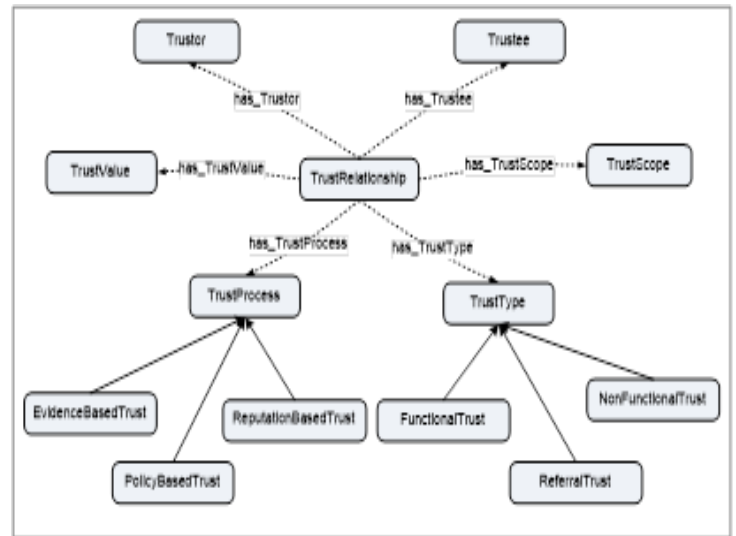 Trustor
Trustee
has_Trustor
has_Trustee
TrustValue
has_TrustValue
TrustRelationship
has_TrustScope
TrustScope
has_TrustProcess
has_TrustType
TrustProcess
TrustType
EvidenceBasedTrust
ReputationBasedTrust
FunctionalTrust
NonFunctionalTrust
PolicyBasedTrust
ReferralTrust